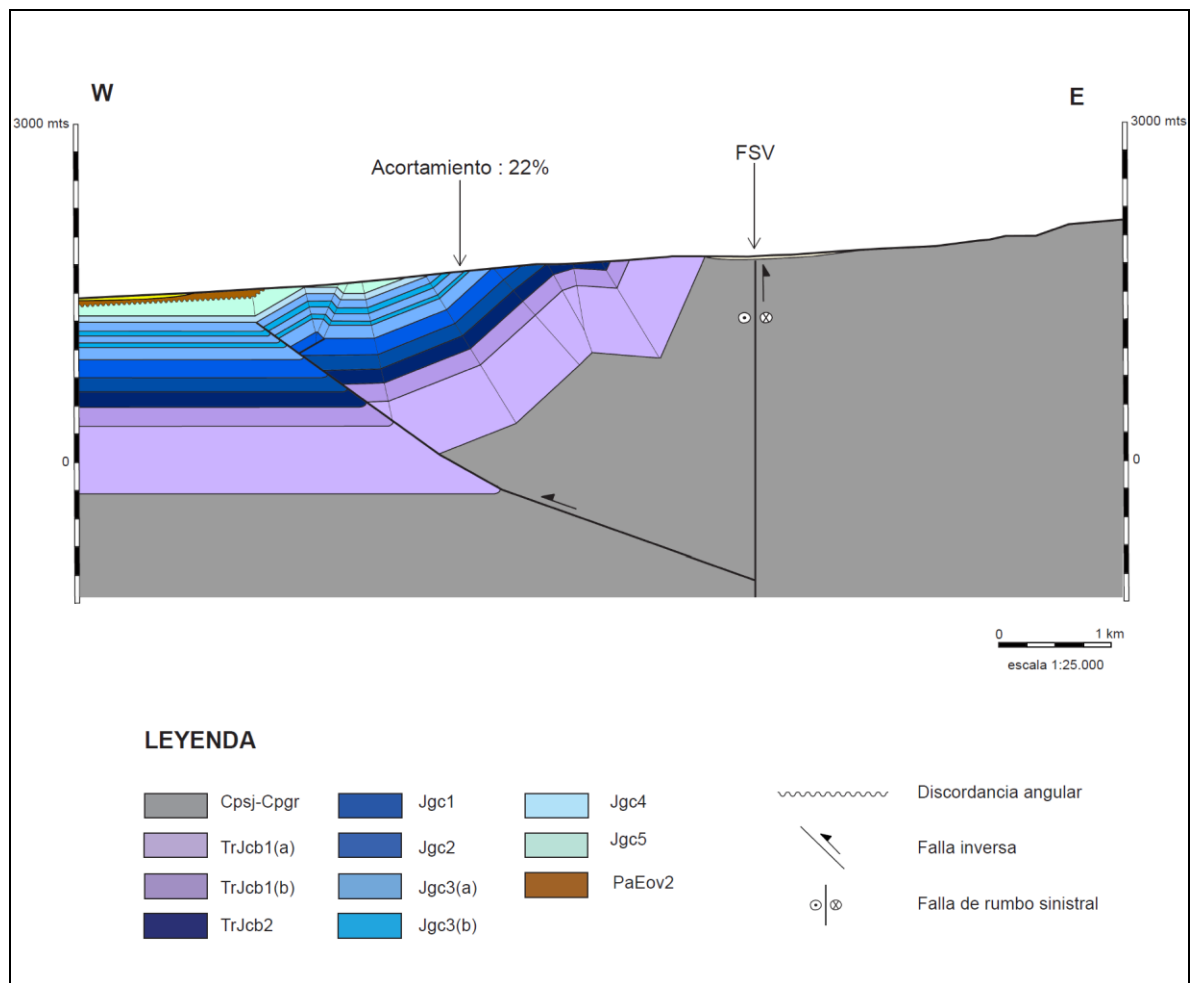 W
E
3000 mts
3000 mts
Acortamiento : 22%
FSV
0
0
0 1 km
escala 1:25.000
LEYENDA
Cpsj-Cpgr
TrJcb1(a)
TrJcb1(b)
TrJcb2
Jgc1
Jgc2
Jgc3(a)
Jgc3(b)
Jgc4
Jgc5
PaEov2
Discordancia angular
Falla inversa
Falla de rumbo sinistral